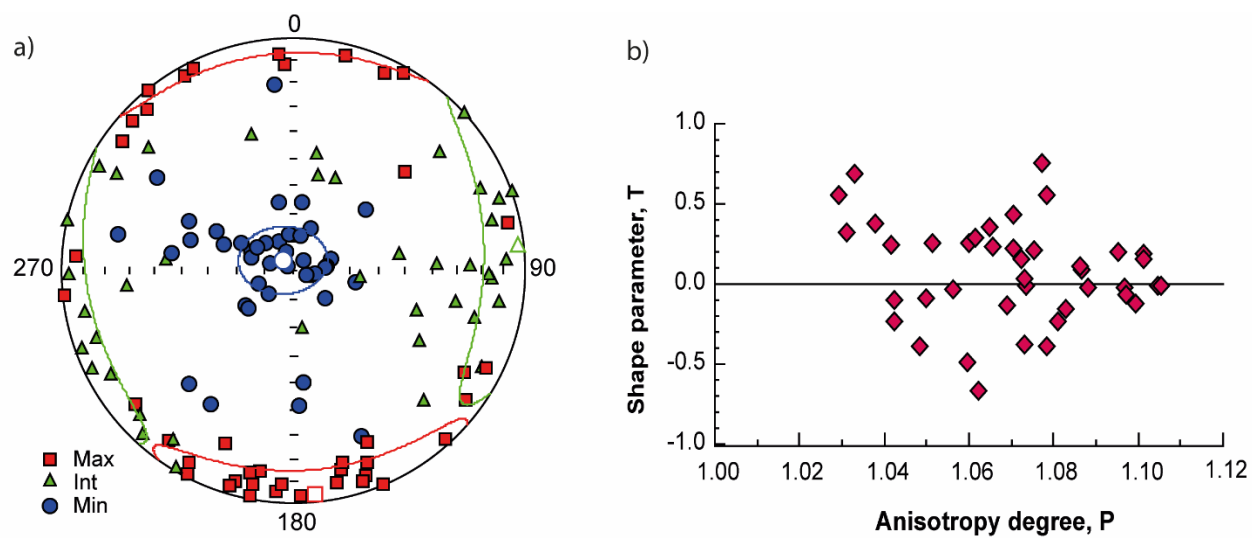 a)
0
270
90
180
Max
Int
Min
b)
Shape parameter, T
1.0
0.5
0.0
-0.5
-1.0
1.00 1.02 1.04 1.06 1.08 1.10 1.12
Anisotropy degree, P